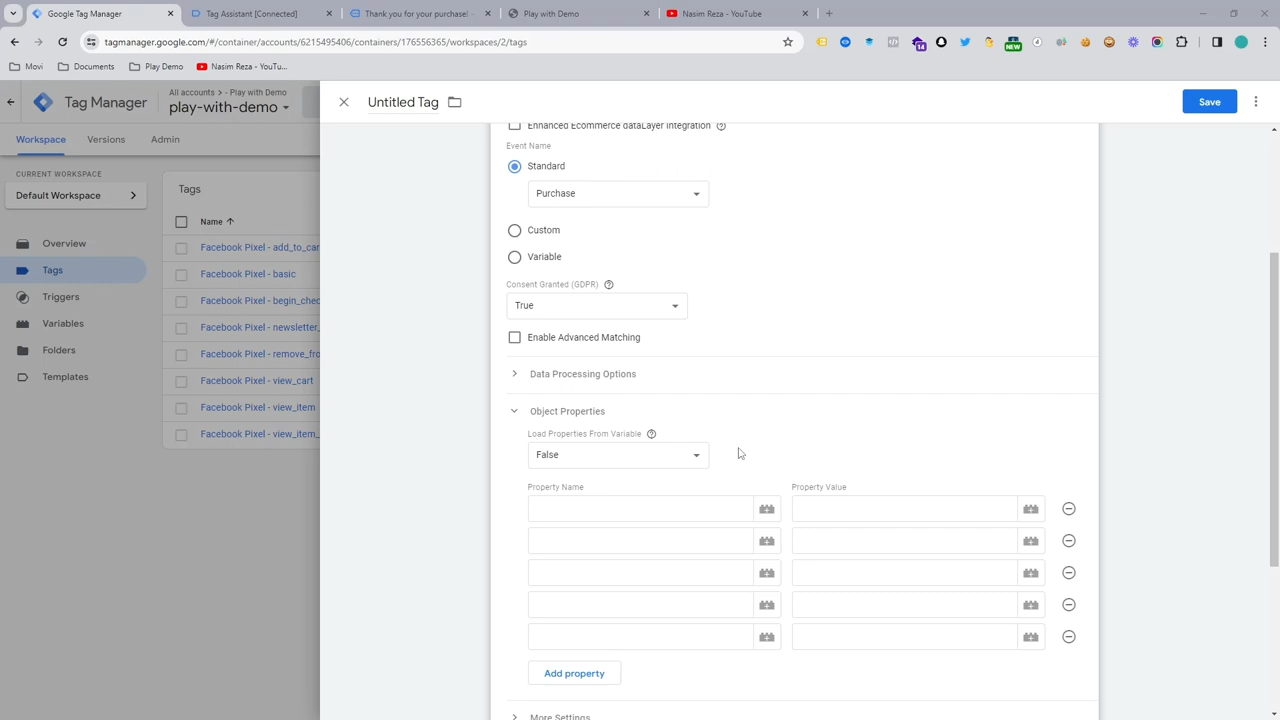 Google Tag Manager
Tag Assistant [Connected]
Thank you for your purchase!
Play with Demo
Nasim Reza - YouTube
tagmanager.google.com/#/container/accounts/6215495406/containers/176556365/workspaces/2/tags
14
NEW
Movi
Documents
Play Demo
Nasim Reza - YouTu...
Tag Manager
All accounts > - Play with Demo
play-with-demo
Untitled Tag
Save
Workspace
Versions
Admin
CURRENT WORKSPACE
Default Workspace
Overview
Tags
Triggers
Variables
Folders
Templates
Tags
Name
Facebook Pixel - add_to_car
Facebook Pixel - basic
Facebook Pixel - begin_chec
Facebook Pixel - newsletter_
Facebook Pixel - remove_fro
Facebook Pixel - view_cart
Facebook Pixel - view_item
Facebook Pixel - view_item_
Enhanced Ecommerce dataLayer Integration
Event Name
Standard
Purchase
Custom
Variable
Consent Granted (GDPR)
True
Enable Advanced Matching
Data Processing Options
Object Properties
Load Properties From Variable
False
Property Name
Property Value
Add property
More Settings